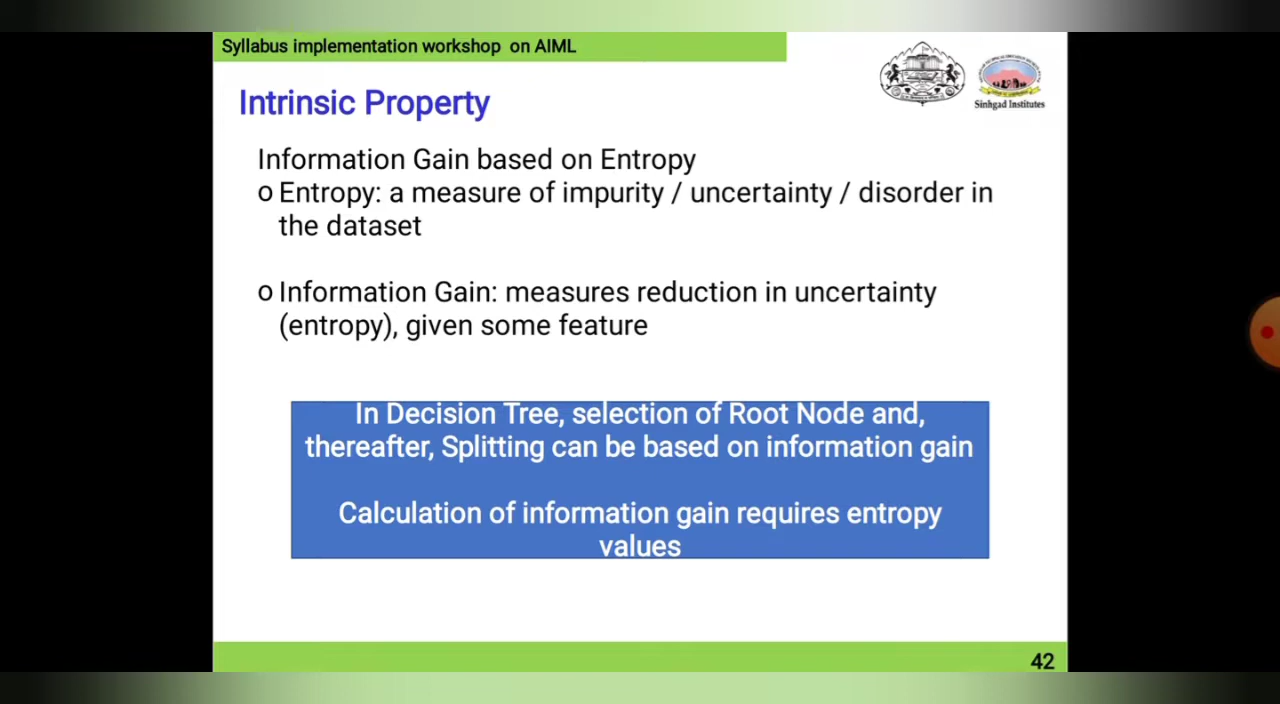 Syllabus implementation workshop on AIML
Sinhgad Institutes
Intrinsic Property
Information Gain based on Entropy
o Entropy: a measure of impurity / uncertainty / disorder in
the dataset
o Information Gain: measures reduction in uncertainty
(entropy), given some feature
In Decision Tree, selection of Root Node and,
thereafter, Splitting can be based on information gain
Calculation of information gain requires entropy
values
42